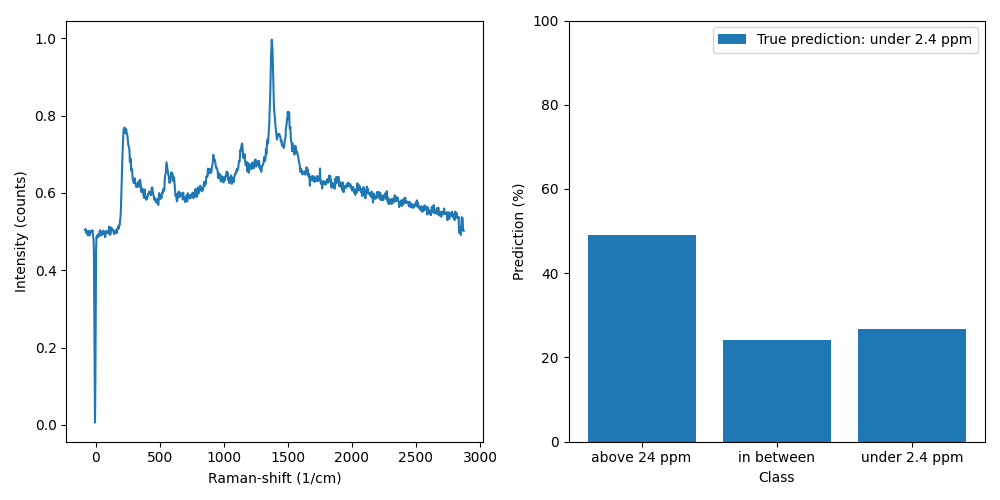 1.0
0.8
0.6
0.4
0.2
0.0
Intensity (counts)
0 500 1000 1500 2000 2500 3000
Raman-shift (1/cm)
100
80
60
40
20
0
Prediction (%)
True prediction: under 2.4 ppm
above 24 ppm in between under 2.4 ppm
Class